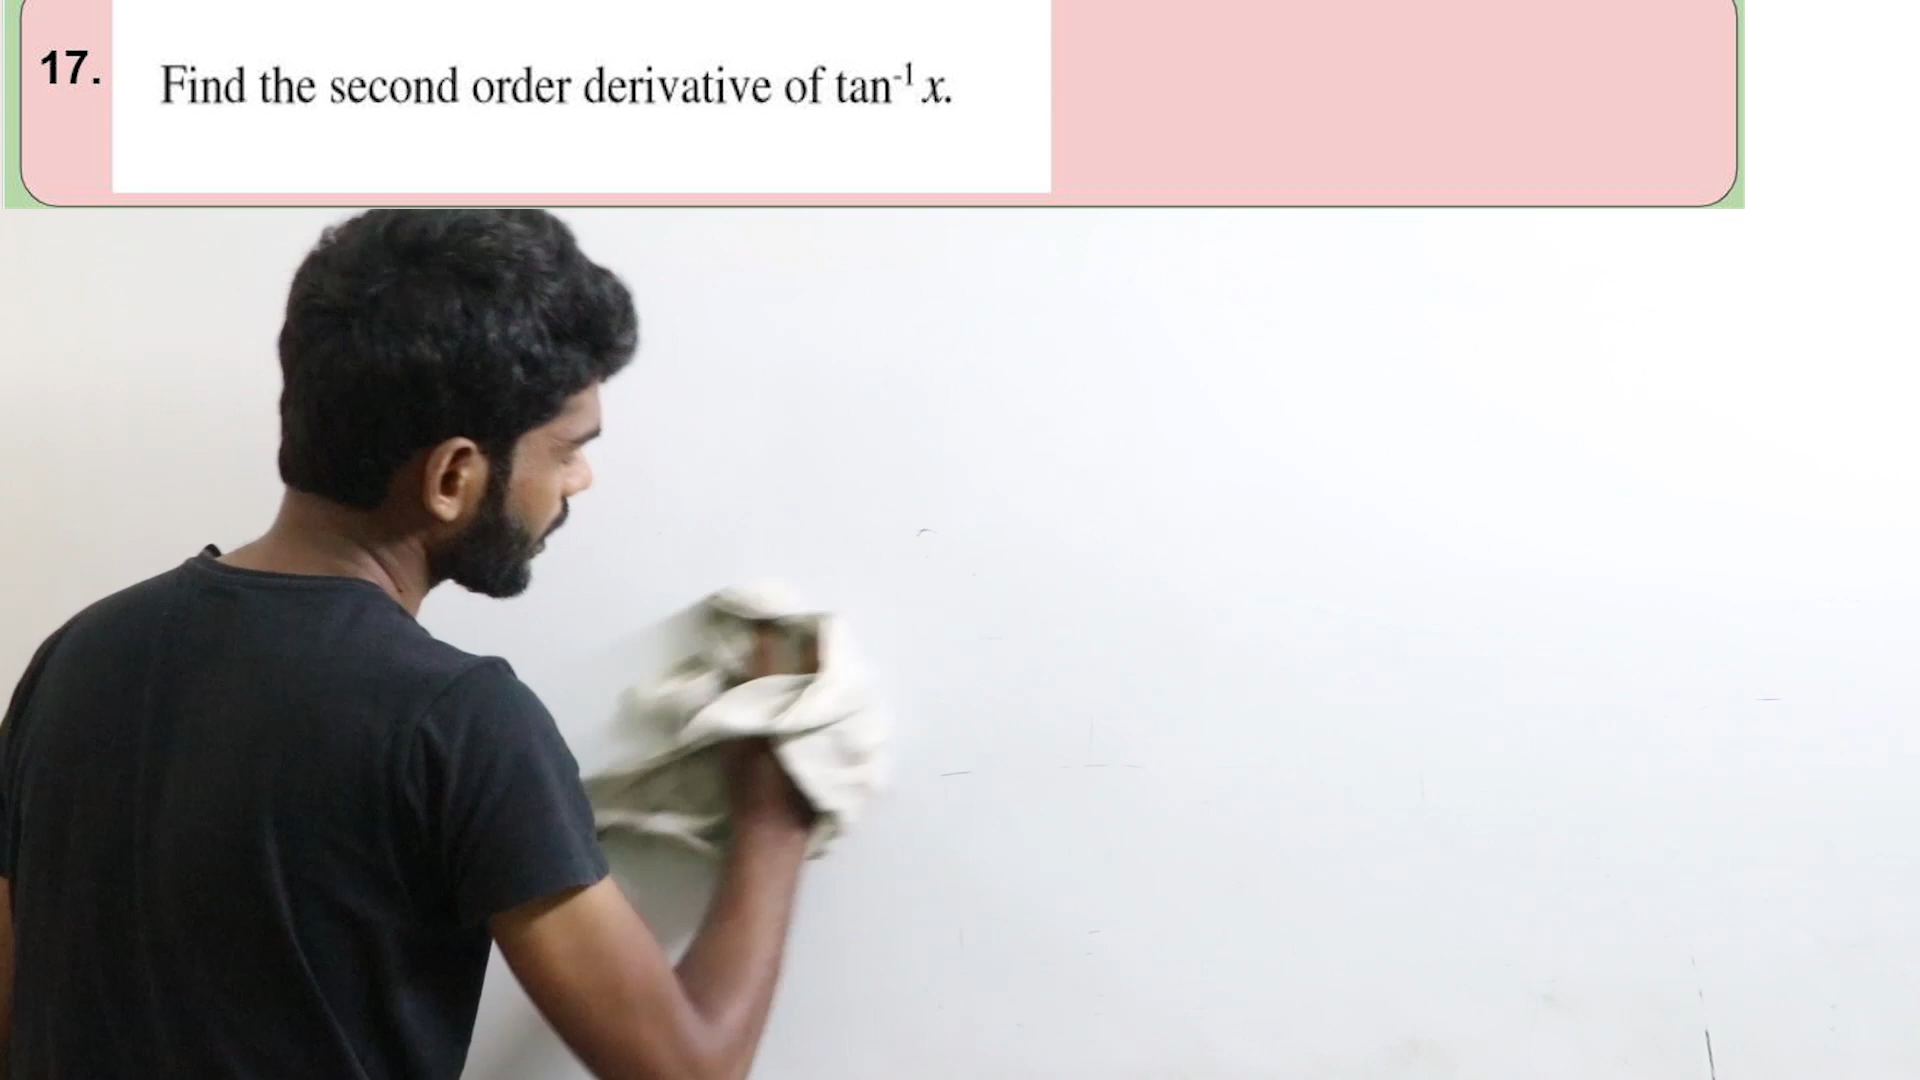 17.
Find the second order derivative of tan⁻¹ x.